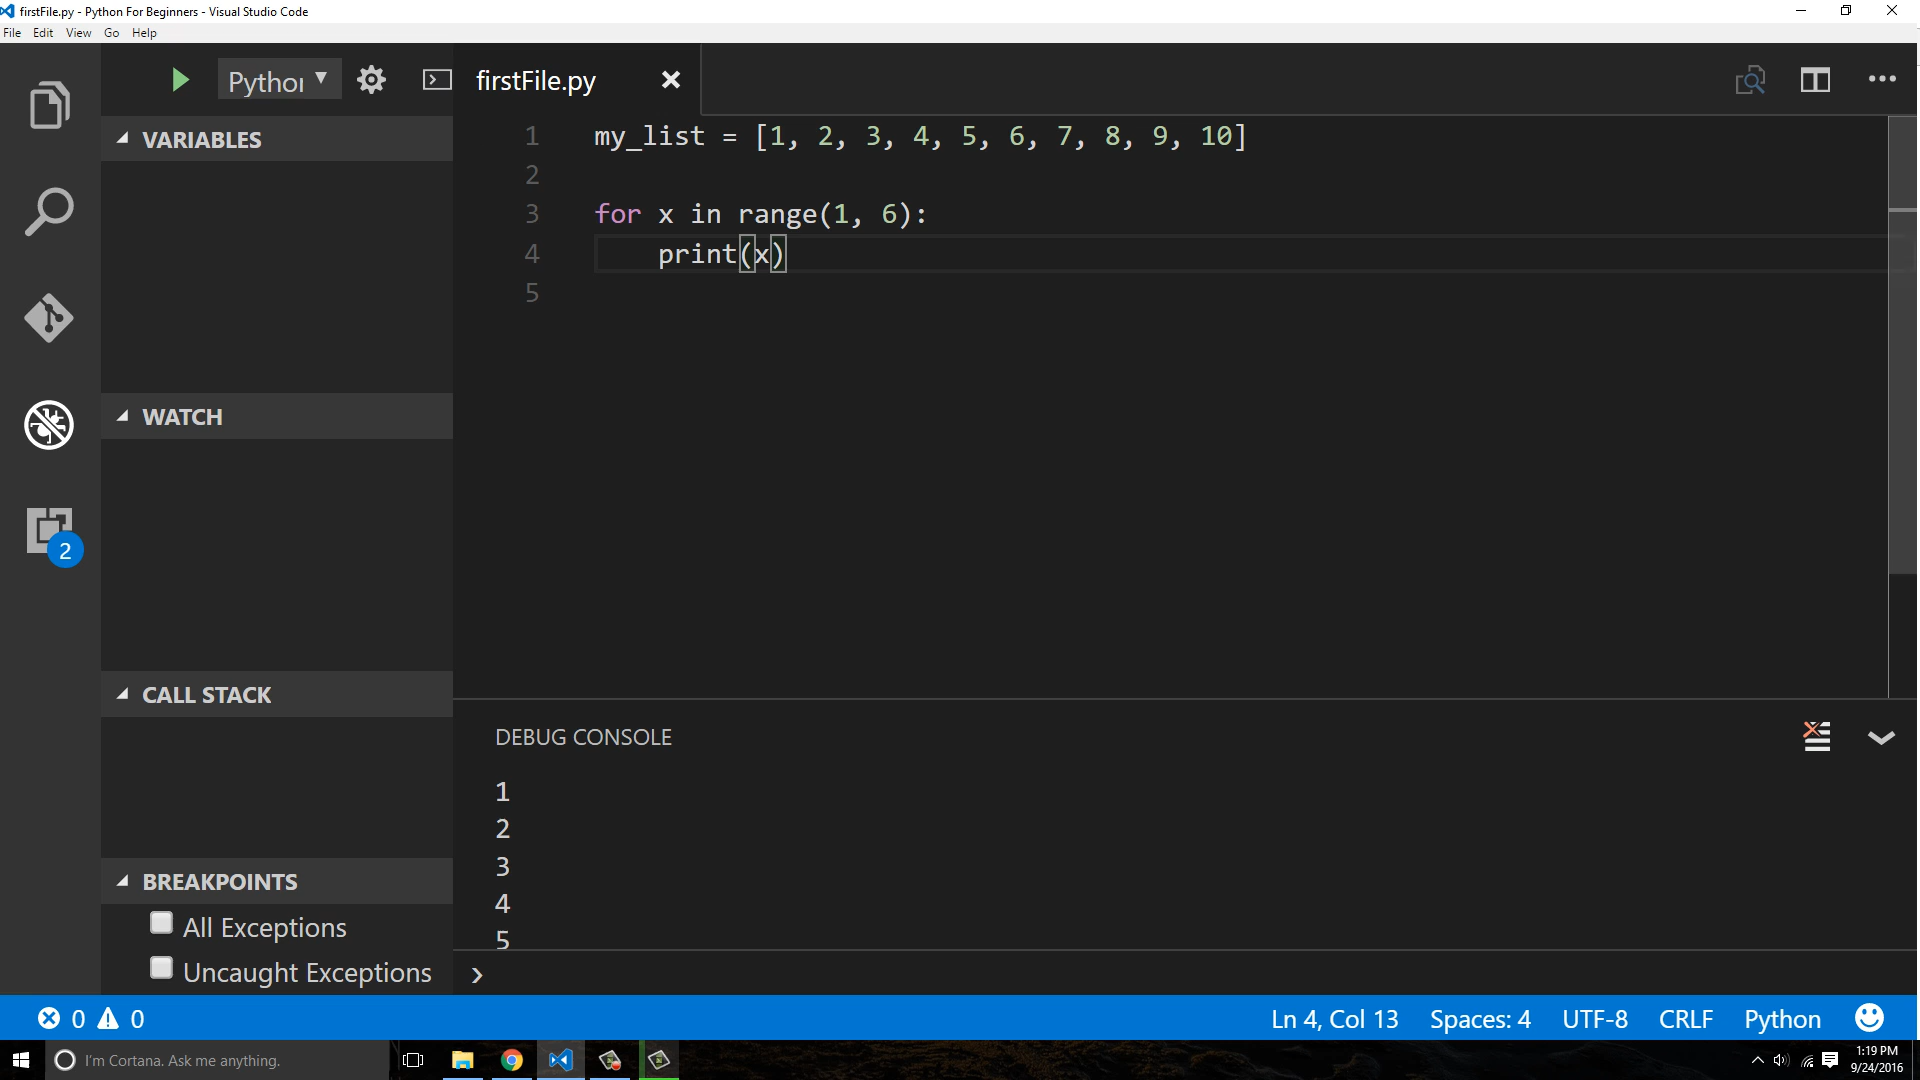 firstFile.py - Python For Beginners - Visual Studio Code
File Edit View Go Help
firstFile.py
VARIABLES
WATCH
CALL STACK
BREAKPOINTS
All Exceptions
Uncaught Exceptions
2
1 my_list = [1, 2, 3, 4, 5, 6, 7, 8, 9, 10]
2
3 for x in range(1, 6):
4     print(x)
5
DEBUG CONSOLE
1
2
3
4
5
0 0 Ln 4, Col 13 Spaces: 4 UTF-8 CRLF Python
I'm Cortana. Ask me anything. 1:19 PM
9/24/2016